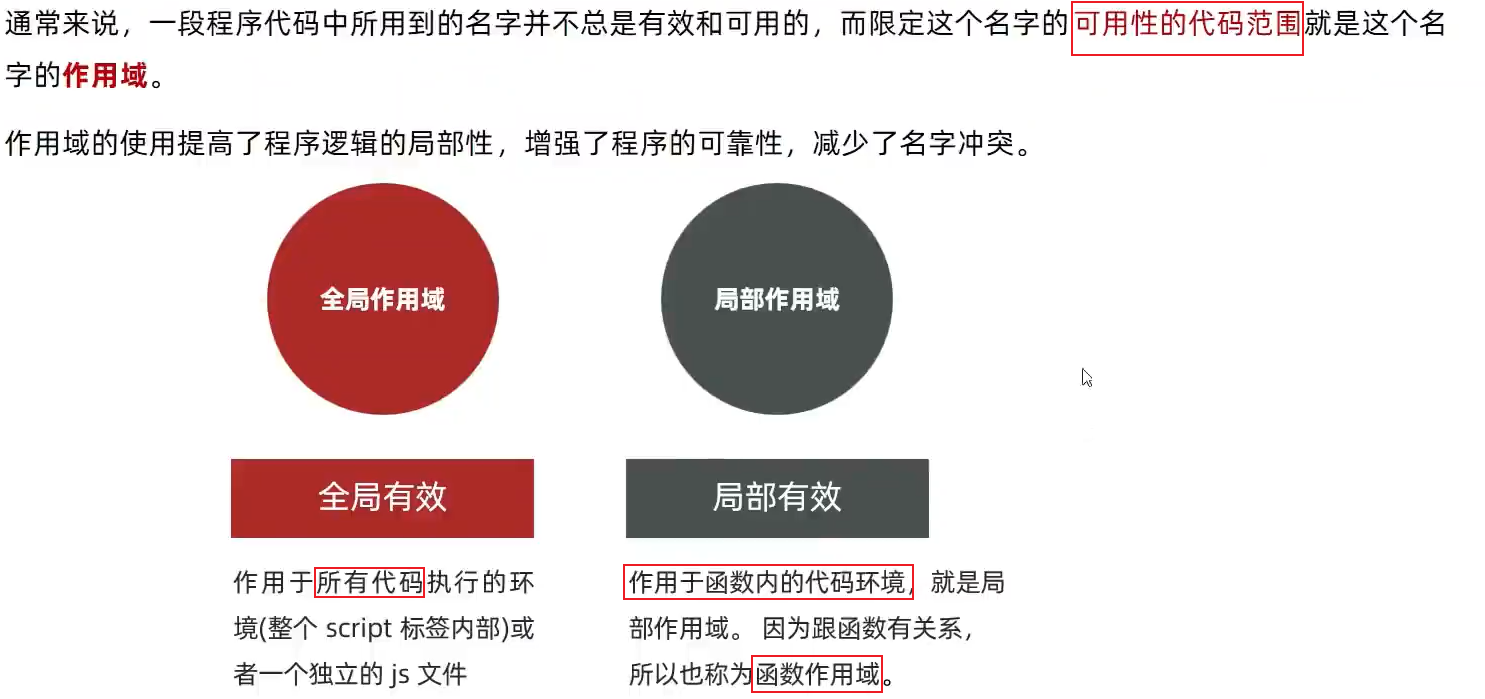 通常来说，一段程序代码中所用到的名字并不总是有效和可用的，而限定这个名字的可用性的代码范围就是这个名
字的作用域。
作用域的使用提高了程序逻辑的局部性，增强了程序的可靠性，减少了名字冲突。
全局作用域
局部作用域
全局有效
局部有效
作用于所有代码执行的环
境(整个 script 标签内部)或
者一个独立的 js 文件
作用于函数内的代码环境，就是局
部作用域。 因为跟函数有关系，
所以也称为函数作用域。